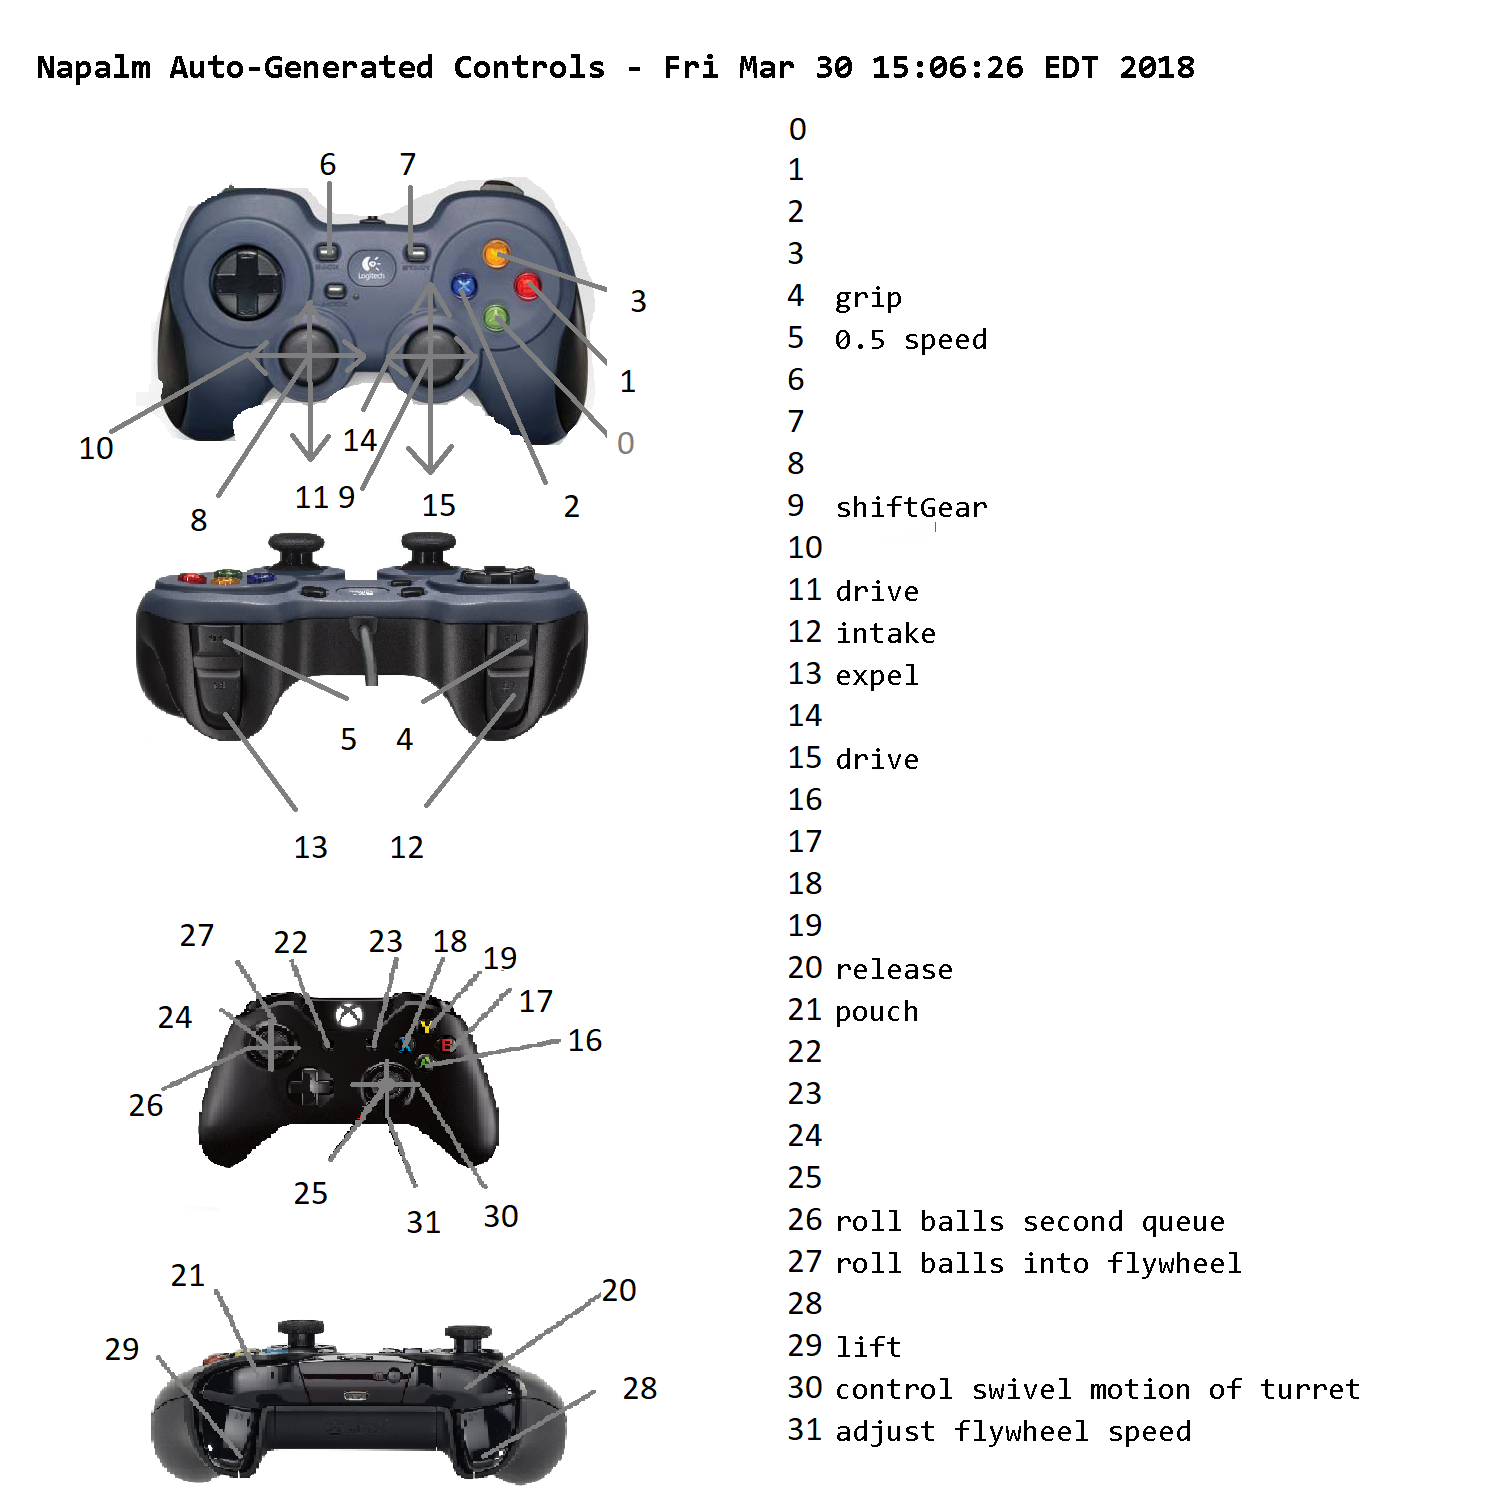 Napalm Auto-Generated Controls - Fri Mar 30 15:06:26 EDT 2018
6 7
Logitech
X
3
1
0
10
14
8
11 9
15
2
5 4
13 12
27 22 23 18 19
17
24
16
Y
X B
A
26
25
31 30
21
20
29
28
0
1
2
3
4 grip
5 0.5 speed
6
7
8
9 shiftGear
10
11 drive
12 intake
13 expel
14
15 drive
16
17
18
19
20 release
21 pouch
22
23
24
25
26 roll balls second queue
27 roll balls into flywheel
28
29 lift
30 control swivel motion of turret
31 adjust flywheel speed